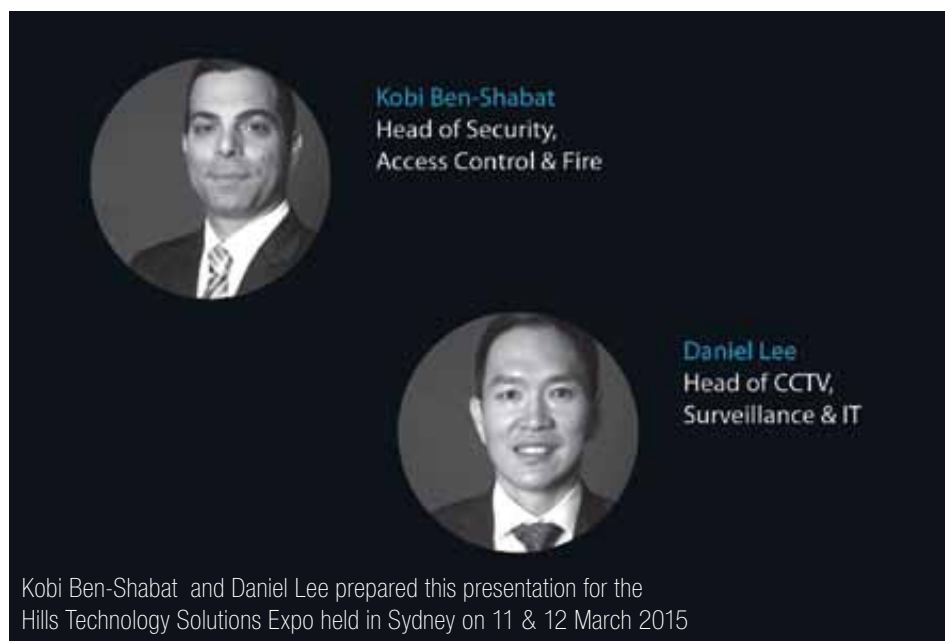 Kobi Ben-Shabat
Head of Security,
Access Control & Fire
Daniel Lee
Head of CCTV,
Surveillance & IT
Kobi Ben-Shabat  and Daniel Lee prepared this presentation for the
Hills Technology Solutions Expo held in Sydney on 11 & 12 March 2015